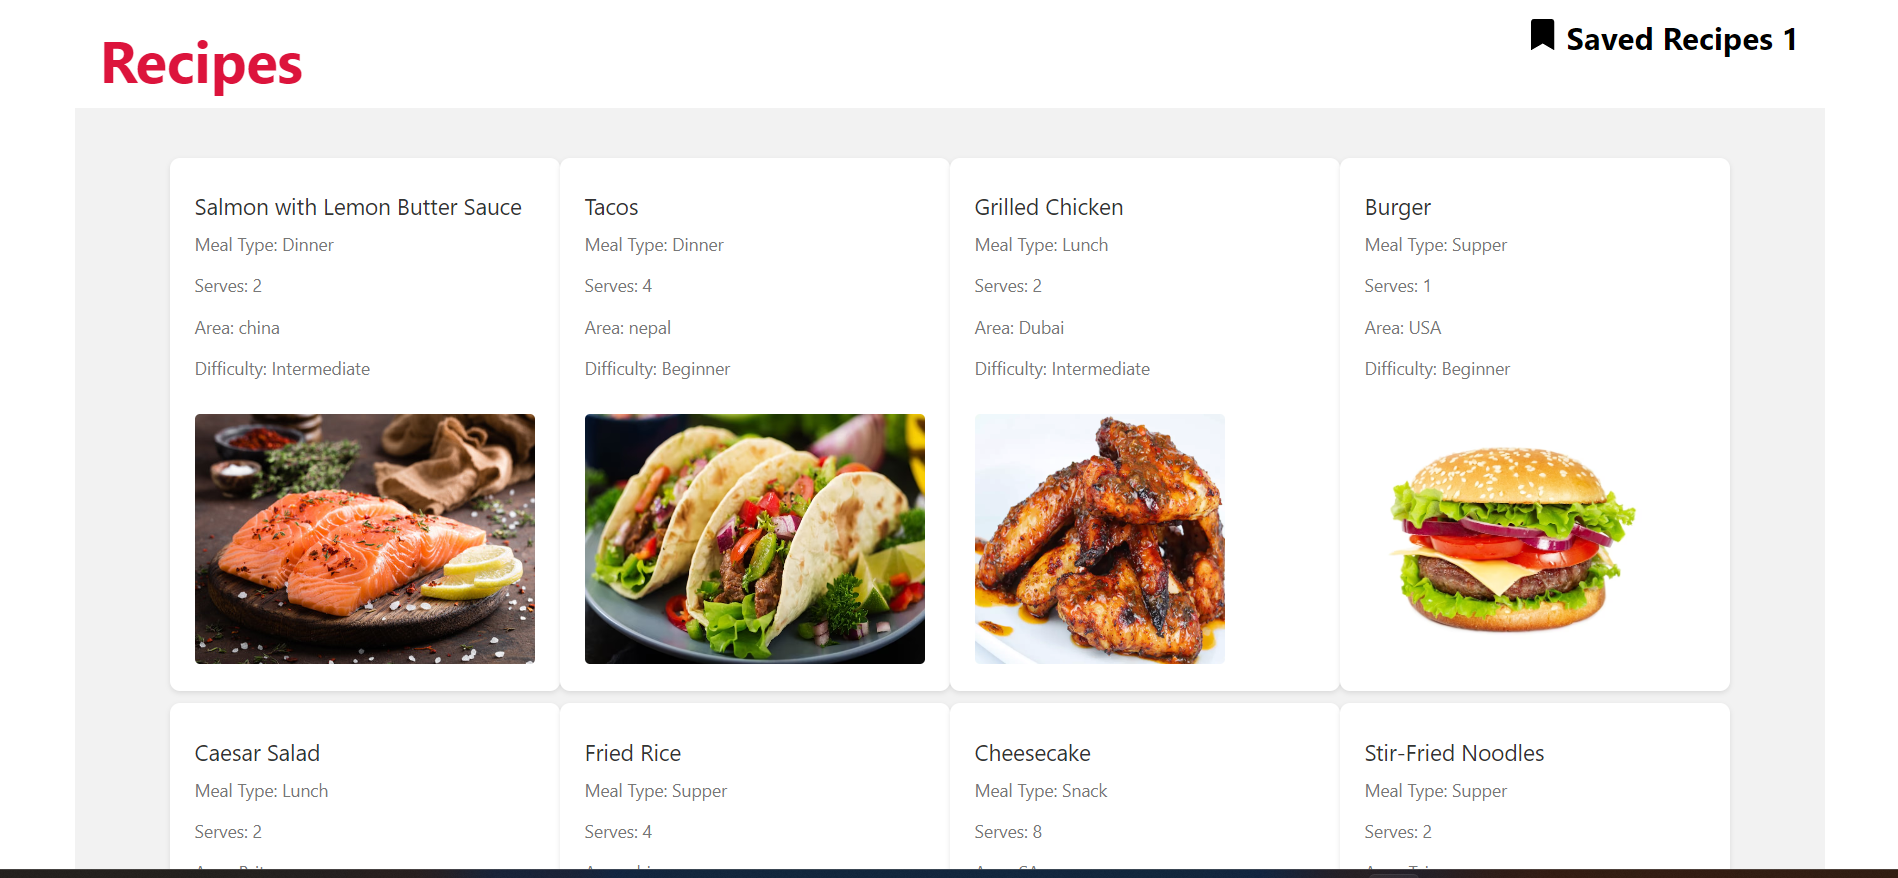 Recipes
Saved Recipes 1
Salmon with Lemon Butter Sauce
Meal Type: Dinner
Serves: 2
Area: china
Difficulty: Intermediate
Tacos
Meal Type: Dinner
Serves: 4
Area: nepal
Difficulty: Beginner
Grilled Chicken
Meal Type: Lunch
Serves: 2
Area: Dubai
Difficulty: Intermediate
Burger
Meal Type: Supper
Serves: 1
Area: USA
Difficulty: Beginner
Caesar Salad
Meal Type: Lunch
Serves: 2
Fried Rice
Meal Type: Supper
Serves: 4
Cheesecake
Meal Type: Snack
Serves: 8
Stir-Fried Noodles
Meal Type: Supper
Serves: 2